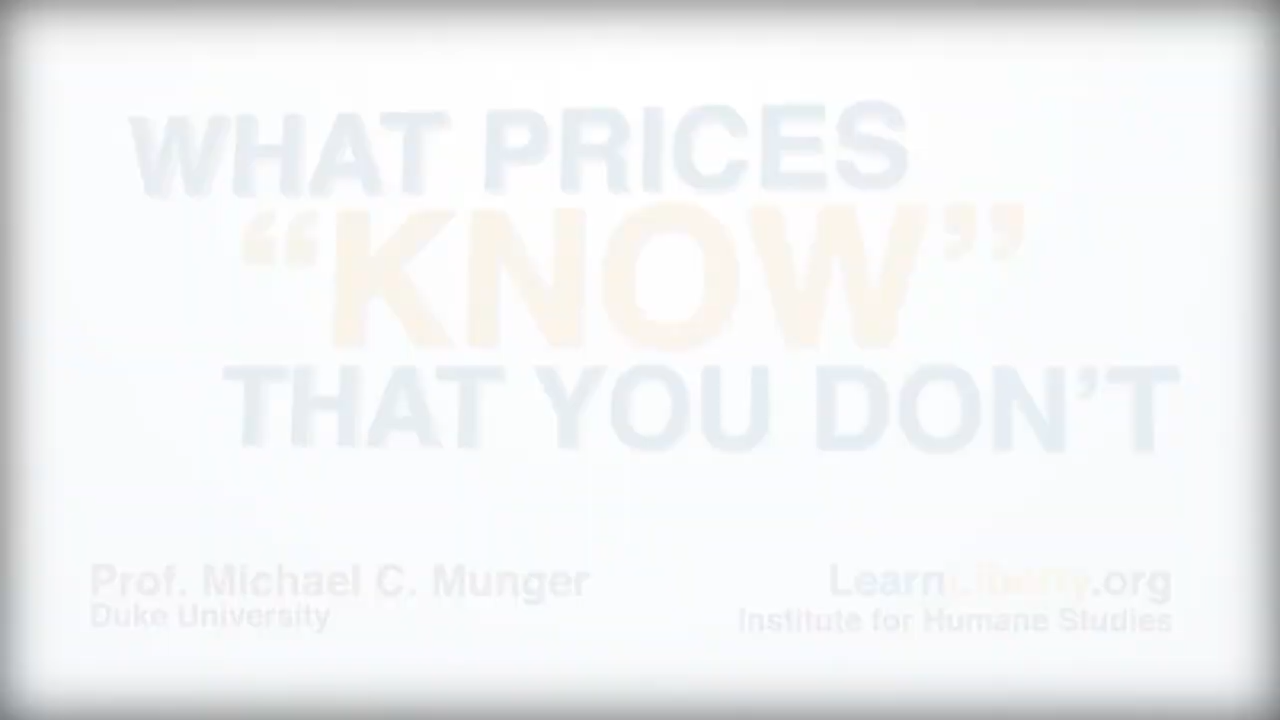 WHAT PRICES
“KNOW”
THAT YOU DON’T
Prof. Michael C. Munger
Duke University
LearnLiberty.org
Institute for Humane Studies